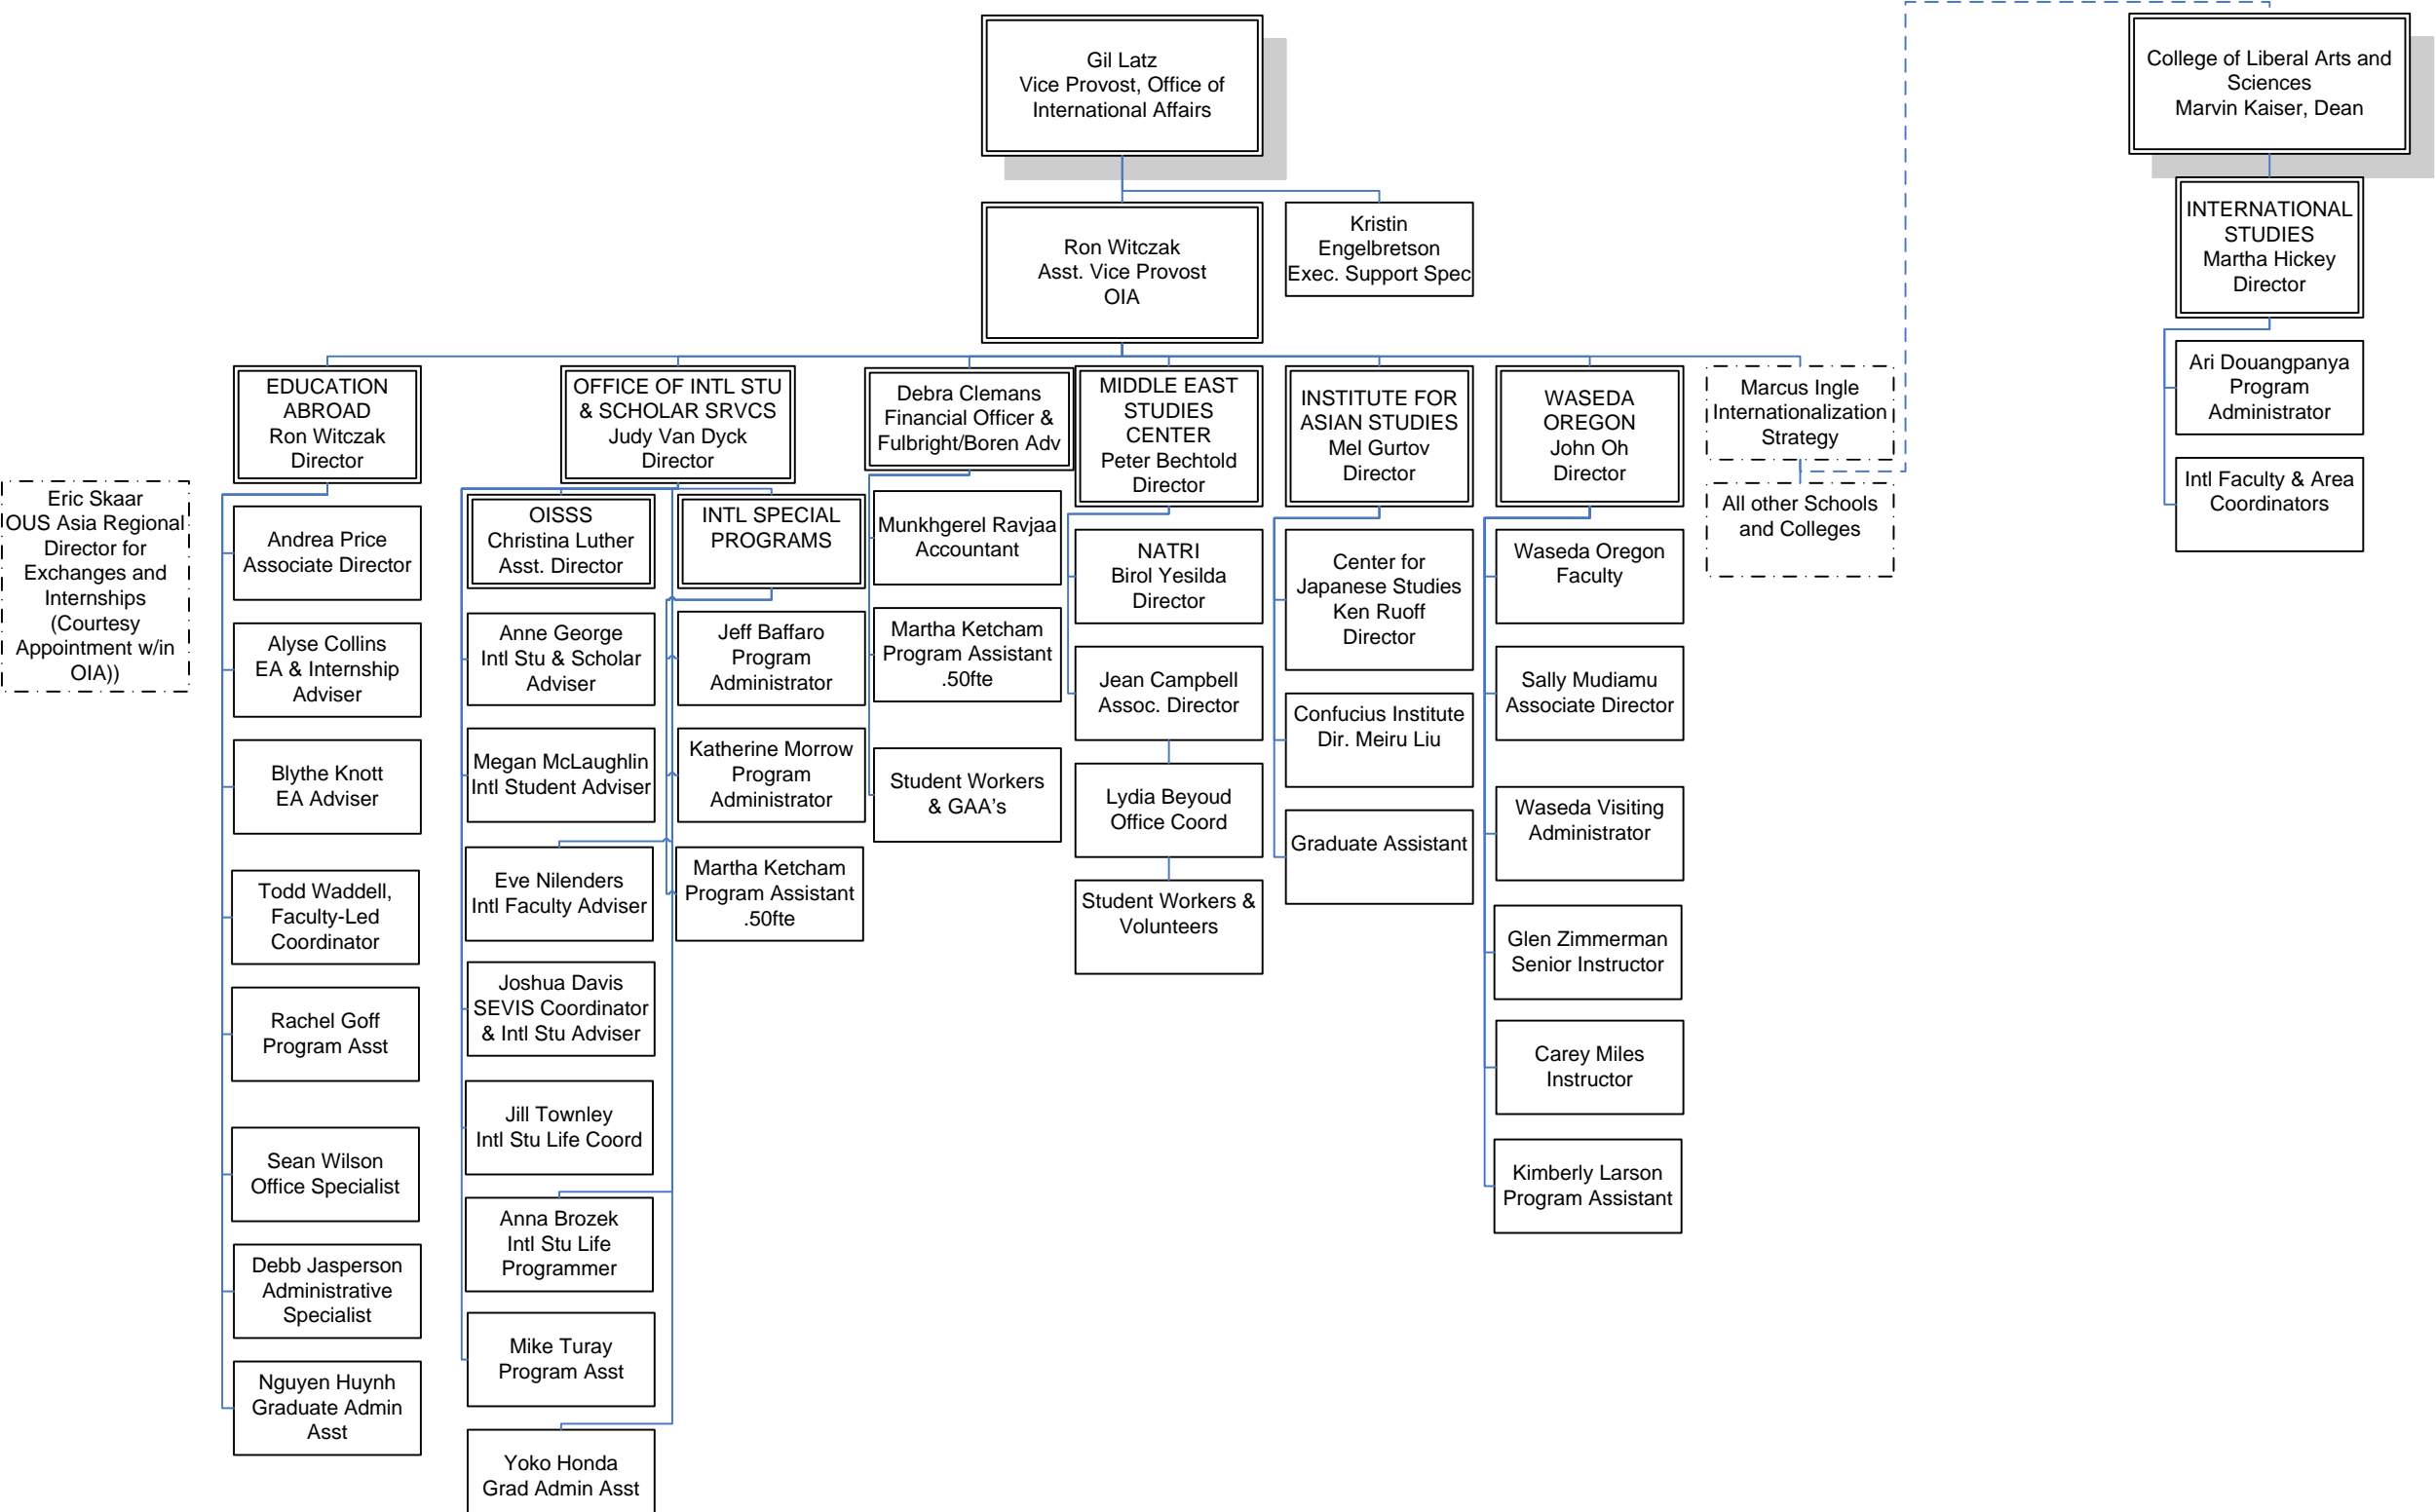 Gil Latz
Vice Provost, Office of
International Affairs
College of Liberal Arts and
Sciences
Marvin Kaiser, Dean
Ron Witczak
Asst. Vice Provost
OIA
Kristin
Engelbretson
Exec. Support Spec
INTERNATIONAL
STUDIES
Martha Hickey
Director
Ari Douangpanya
Program
Administrator
Intl Faculty & Area
Coordinators
Eric Skaar
OUS Asia Regional
Director for
Exchanges and
Internships
(Courtesy
Appointment w/in
OIA))
EDUCATION
ABROAD
Ron Witczak
Director
Andrea Price
Associate Director
Alyse Collins
EA & Internship
Adviser
Blythe Knott
EA Adviser
Todd Waddell,
Faculty-Led
Coordinator
Rachel Goff
Program Asst
Sean Wilson
Office Specialist
Debb Jasperson
Administrative
Specialist
Nguyen Huynh
Graduate Admin
Asst
OFFICE OF INTL STU
& SCHOLAR SRVCS
Judy Van Dyck
Director
OISSS
Christina Luther
Asst. Director
Anne George
Intl Stu & Scholar
Adviser
Megan McLaughlin
Intl Student Adviser
Eve Nilenders
Intl Faculty Adviser
Joshua Davis
SEVIS Coordinator
& Intl Stu Adviser
Jill Townley
Intl Stu Life Coord
Anna Brozek
Intl Stu Life
Programmer
Mike Turay
Program Asst
Yoko Honda
Grad Admin Asst
INTL SPECIAL
PROGRAMS
Jeff Baffaro
Program
Administrator
Katherine Morrow
Program
Administrator
Martha Ketcham
Program Assistant
.50fte
Debra Clemans
Financial Officer &
Fulbright/Boren Adv
Munkhgerel Ravjaa
Accountant
Martha Ketcham
Program Assistant
.50fte
Student Workers
& GAA's
MIDDLE EAST
STUDIES
CENTER
Peter Bechtold
Director
NATRI
Birol Yesilda
Director
Jean Campbell
Assoc. Director
Lydia Beyoud
Office Coord
Student Workers &
Volunteers
INSTITUTE FOR
ASIAN STUDIES
Mel Gurtov
Director
Center for
Japanese Studies
Ken Ruoff
Director
Confucius Institute
Dir. Meiru Liu
Graduate Assistant
WASEDA
OREGON
John Oh
Director
Waseda Oregon
Faculty
Sally Mudiamu
Associate Director
Waseda Visiting
Administrator
Glen Zimmerman
Senior Instructor
Carey Miles
Instructor
Kimberly Larson
Program Assistant
Marcus Ingle
Internationalization
Strategy
All other Schools
and Colleges